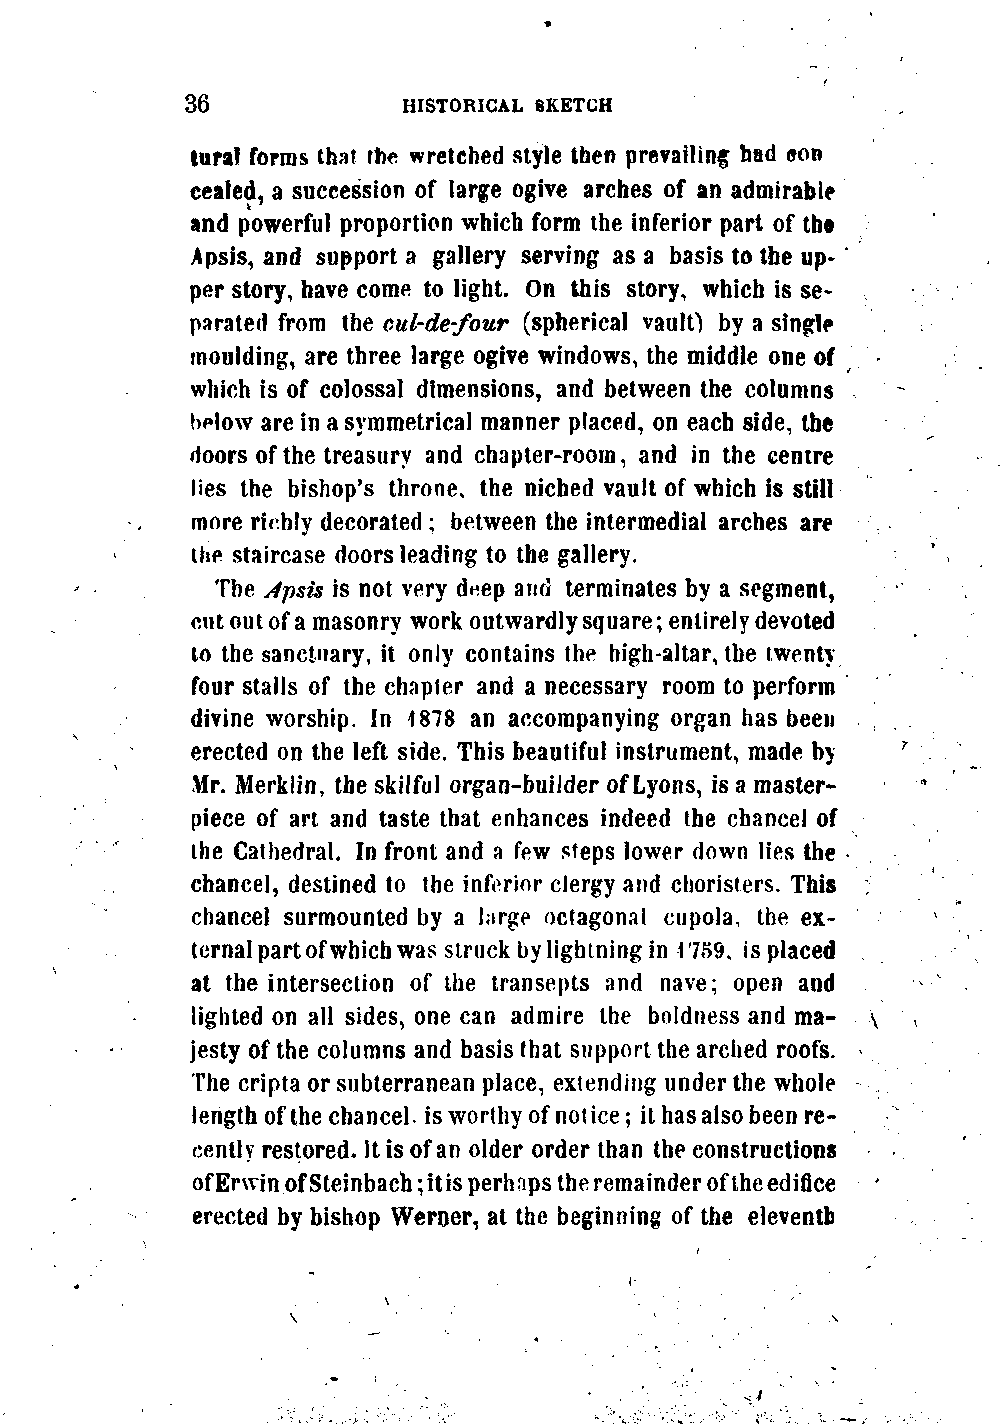 36 HISTORICAL SKETCH
tural forms that the wretched style then prevailing had con
cealed, a succession of large ogive arches of an admirable
and powerful proportion which form the inferior part of the
Apsis, and support a gallery serving as a basis to the up-
per story, have come to light. On this story, which is se-
parated from the cul-de-four (spherical vault) by a single
moulding, are three large ogive windows, the middle one of
which is of colossal dimensions, and between the columns
below are in a symmetrical manner placed, on each side, the
doors of the treasury and chapter-room, and in the centre
lies the bishop's throne, the niched vault of which is still
more richly decorated; between the intermedial arches are
the staircase doors leading to the gallery.
The Apsis is not very deep and terminates by a segment,
cut out of a masonry work outwardly square; entirely devoted
to the sanctuary, it only contains the high-altar, the twenty
four stalls of the chapter and a necessary room to perform
divine worship. In 1878 an accompanying organ has been
erected on the left side. This beautiful instrument, made by
Mr. Merklin, the skilful organ-builder of Lyons, is a master-
piece of art and taste that enhances indeed the chancel of
the Cathedral. In front and a few steps lower down lies the
chancel, destined to the inferior clergy and choristers. This
chancel surmounted by a large octagonal cupola, the ex-
ternal part of which was struck by lightning in 1759, is placed
at the intersection of the transepts and nave; open and
lighted on all sides, one can admire the boldness and ma-
jesty of the columns and basis that support the arched roofs.
The cripta or subterranean place, extending under the whole
length of the chancel. is worthy of notice; it has also been re-
cently restored. It is of an older order than the constructions
of Erwin of Steinbach; it is perhaps the remainder of the edifice
erected by bishop Werner, at the beginning of the eleventh